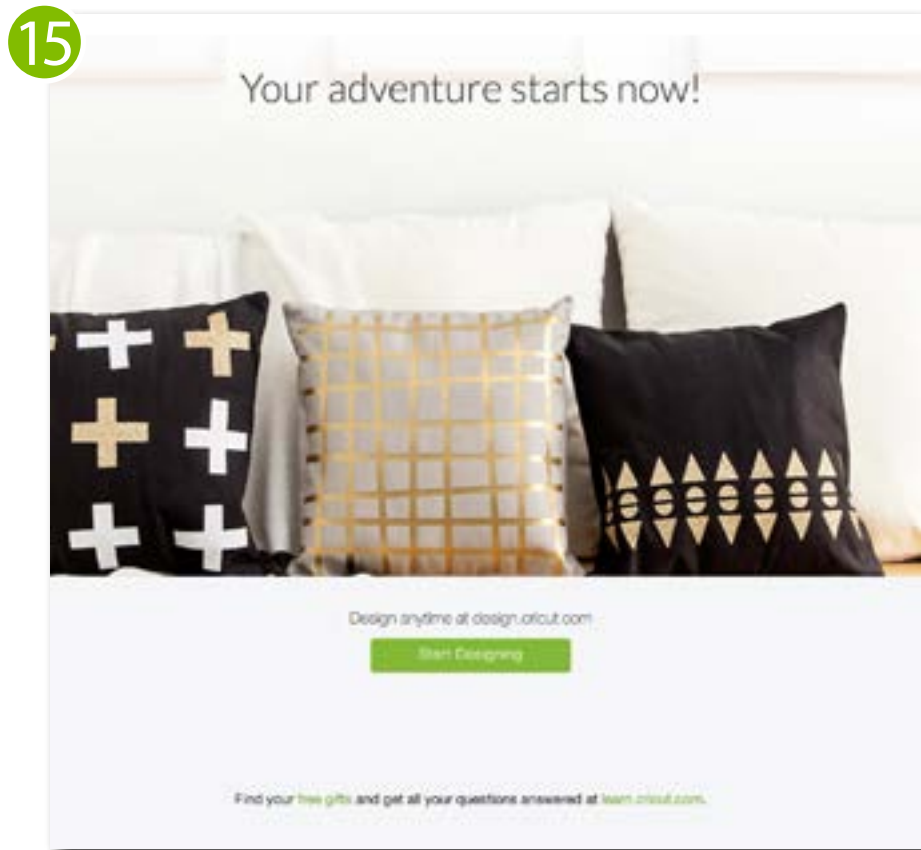 15
Your adventure starts now!
Design anytime at design.cricut.com
Start Designing
Find your free gifts and get all your questions answered at learn.cricut.com.